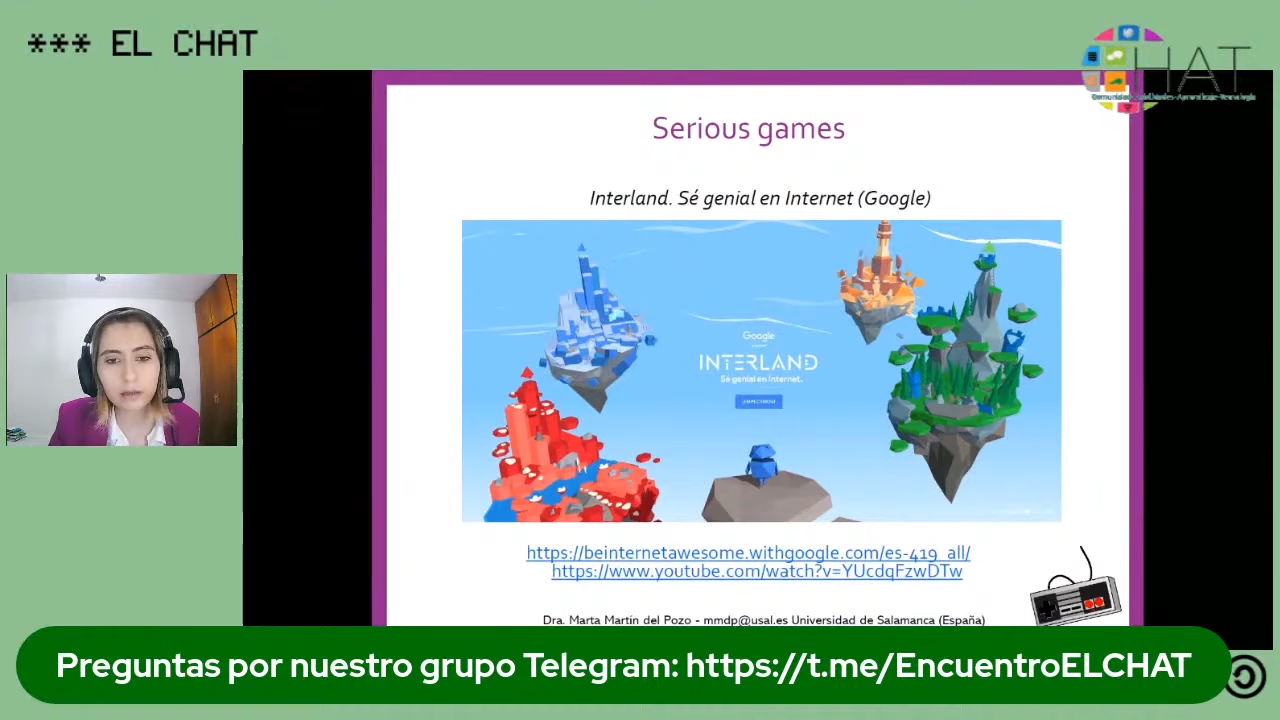 *** EL CHAT
HAT
Serious games
Interland. Sé genial en Internet (Google)
Google
INTERLAND
Sé genial en Internet.
https://beinternetawesome.withgoogle.com/es-419_all/
https://www.youtube.com/watch?v=YUcdqFzwDTw
Dra. Marta Martín del Pozo - mmdp@usal.es Universidad de Salamanca (España)
Preguntas por nuestro grupo Telegram: https://t.me/EncuentroELCHAT